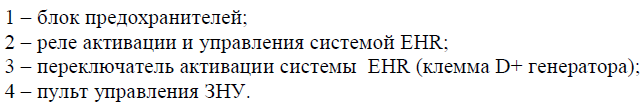 1 – блок предохранителей;
2 – реле активации и управления системой EHR;
3 – переключатель активации системы  EHR (клемма D+ генератора);
4 – пульт управления ЗНУ.